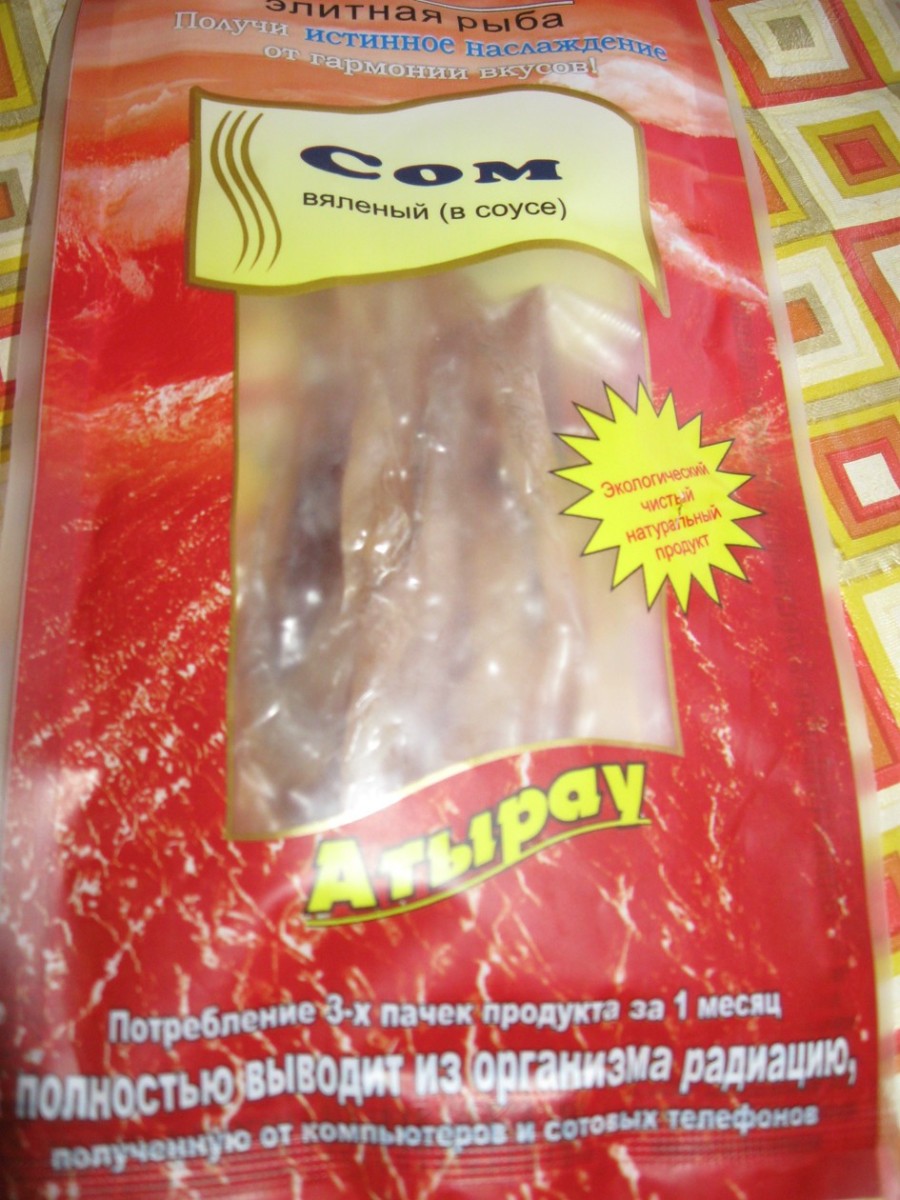 элитная рыба
Получи истинное наслаждение
от гармонии вкусов!
Сом
вяленый (в соусе)
Экологический
чистый
натуральный
продукт
Атырау
Потребление 3-х пачек продукта за 1 месяц
полностью выводит из организма радиацию,
полученную от компьютеров и сотовых телефонов